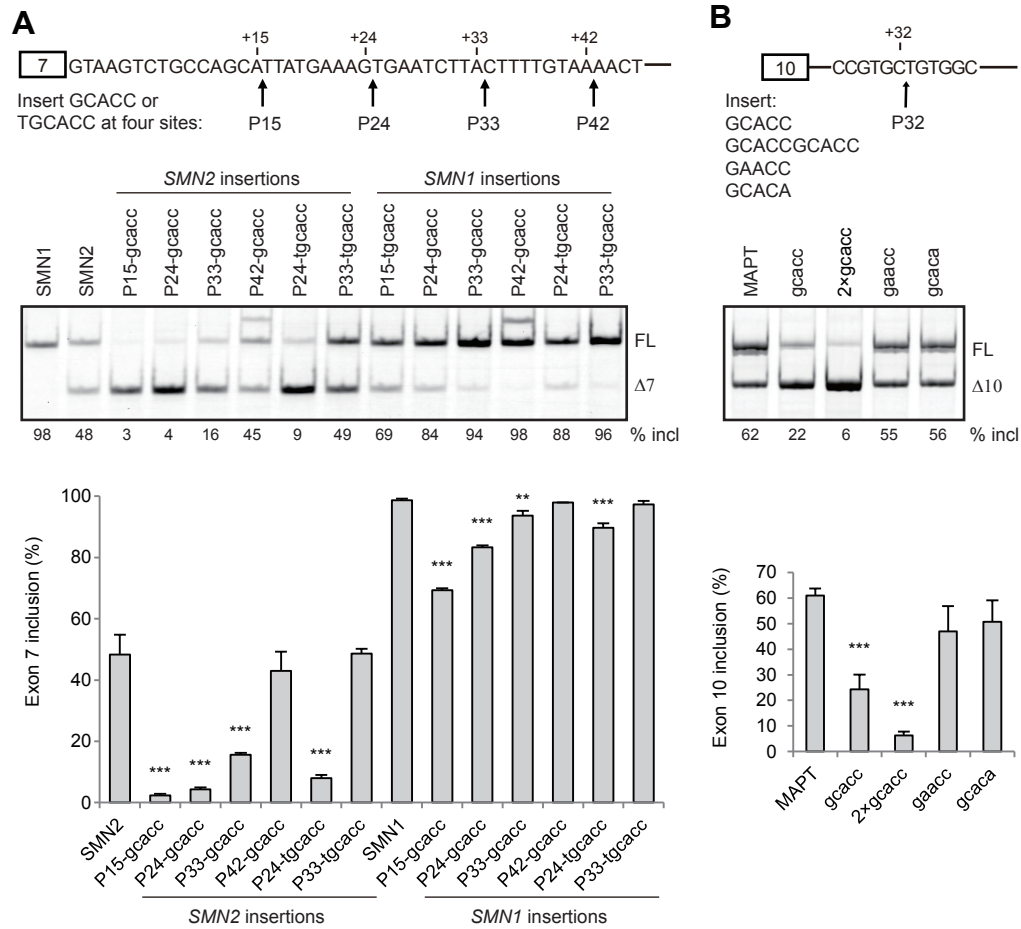 A
+15 +24 +33 +42
7 GTAAGTCTGCCAGCATTATGAAAGTGAATCTTACTTTTGTAAAACT
Insert GCACC or
TGCACC at four sites: P15 P24 P33 P42
SMN2 insertions SMN1 insertions
SMN1 SMN2 P15-gcacc P24-gcacc P33-gcacc P42-gcacc P24-tgcacc P33-tgcacc P15-tgcacc P24-gcacc P33-gcacc P42-gcacc P24-tgcacc P33-tgcacc
FL
Δ7
98 48 3 4 16 45 9 49 69 84 94 98 88 96 % incl
Exon 7 inclusion (%)
100
80
60
40
20
0
*** *** *** *** *** *** ** ***
SMN2 P15-gcacc P24-gcacc P33-gcacc P42-gcacc P24-tgcacc P33-tgcacc SMN1 P15-gcacc P24-gcacc P33-gcacc P42-gcacc P24-tgcacc P33-tgcacc
SMN2 insertions SMN1 insertions
B
+32
10 CCGTGCTGTGGC
Insert: P32
GCACC
GCACCGCACC
GAACC
GCACA
MAPT gcacc 2×gcacc gaacc gcaca
FL
Δ10
62 22 6 55 56 % incl
Exon 10 inclusion (%)
70
60
50
40
30
20
10
0
*** ***
MAPT gcacc 2×gcacc gaacc gcaca